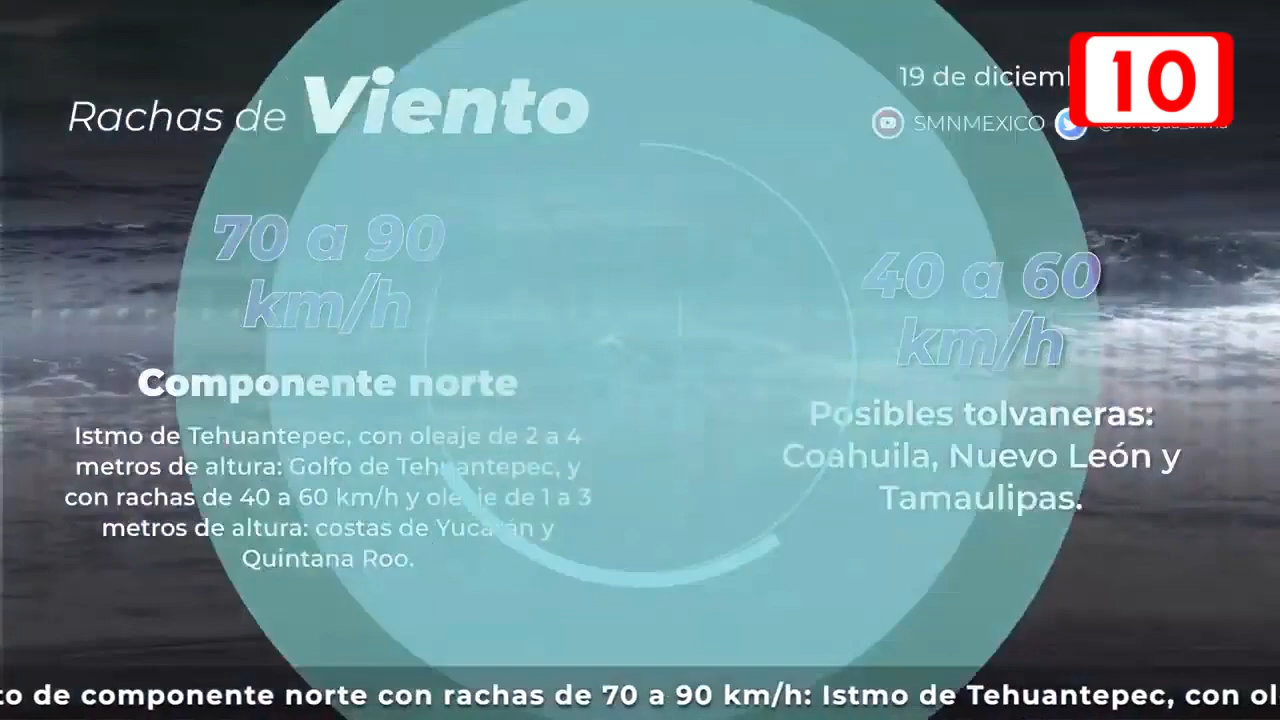 Rachas de Viento
19 de diciemb
10
SMNMEXICO
70 a 90
km/h
Componente norte
Istmo de Tehuantepec, con oleaje de 2 a 4
metros de altura: Golfo de Tehuantepec, y
con rachas de 40 a 60 km/h y oleaje de 1 a 3
metros de altura: costas de Yucatán y
Quintana Roo.
40 a 60
km/h
Posibles tolvaneras:
Coahuila, Nuevo León y
Tamaulipas.
to de componente norte con rachas de 70 a 90 km/h: Istmo de Tehuantepec, con ol